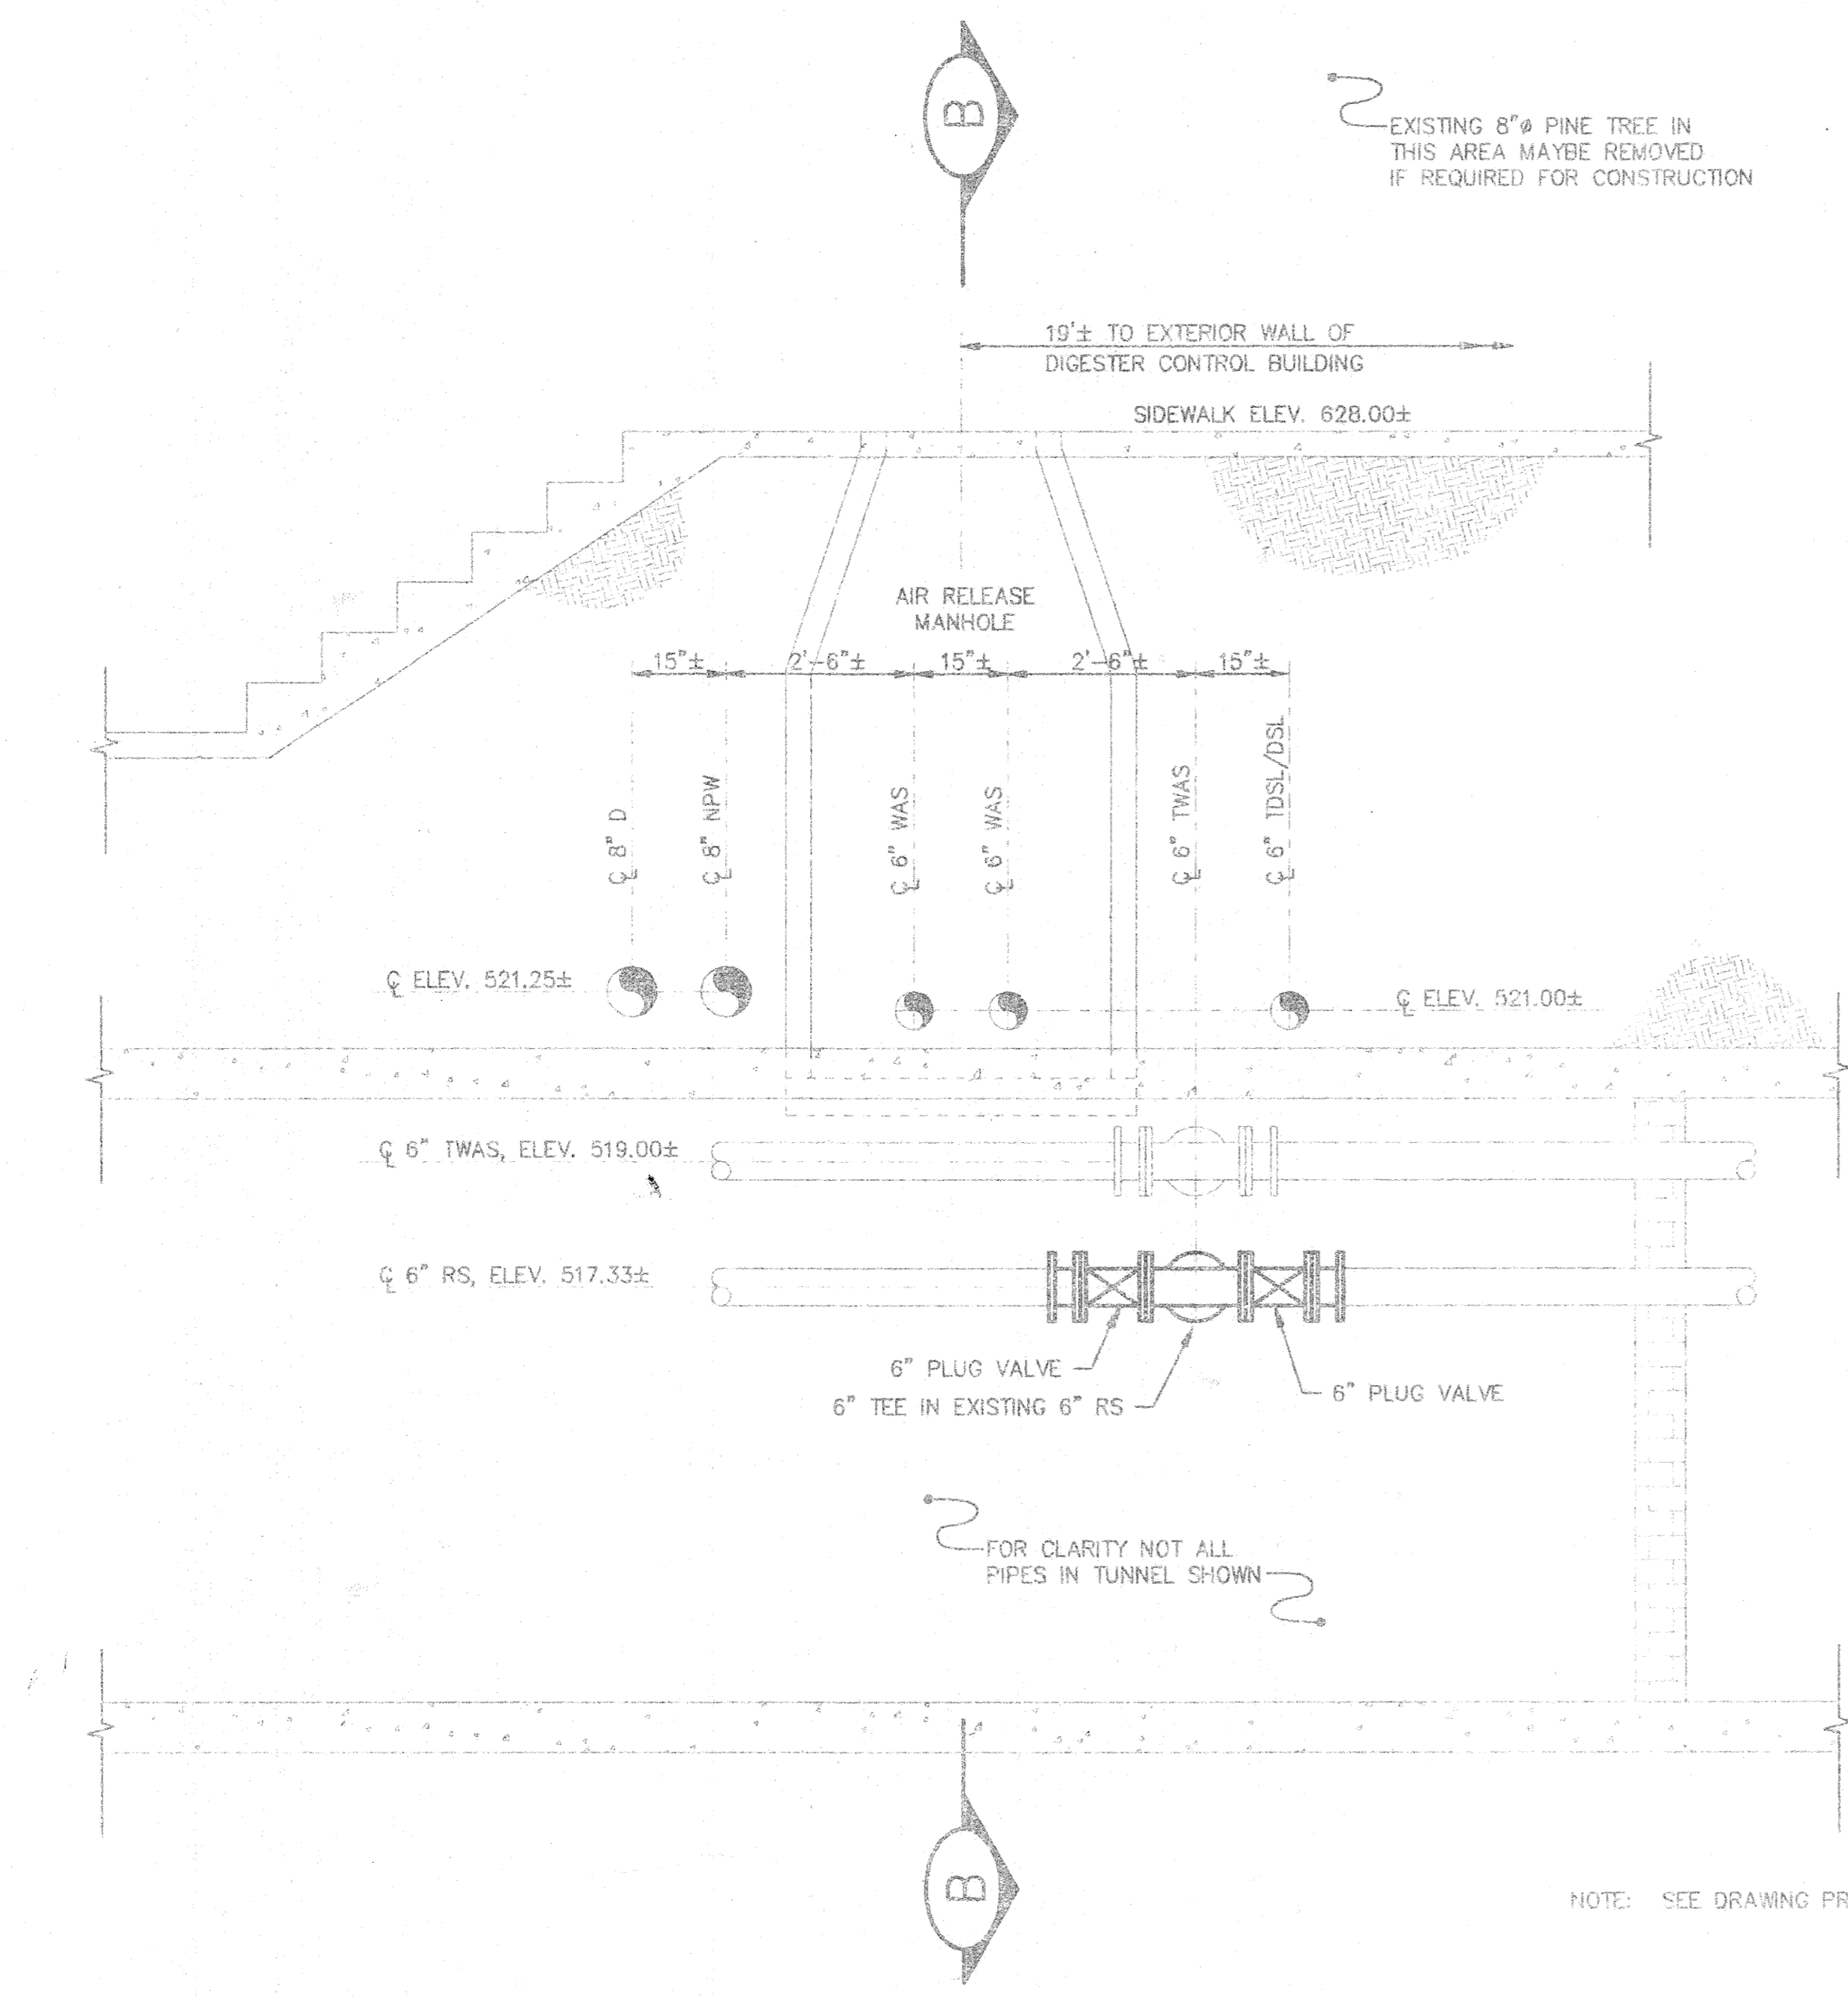 B
EXISTING 8"ø PINE TREE IN
THIS AREA MAYBE REMOVED
IF REQUIRED FOR CONSTRUCTION
19'± TO EXTERIOR WALL OF
DIGESTER CONTROL BUILDING
SIDEWALK ELEV. 628.00±
AIR RELEASE
MANHOLE
15"± 2'-6"± 15"± 2'-6"± 15"±
℄ 8" D
℄ 8" NPW
℄ 6" WAS
℄ 6" WAS
℄ 6" TWAS
℄ 6" TDSL/DSL
℄ ELEV. 521.25±
℄ ELEV. 521.00±
℄ 6" TWAS, ELEV. 519.00±
℄ 6" RS, ELEV. 517.33±
6" PLUG VALVE
6" PLUG VALVE
6" TEE IN EXISTING 6" RS
FOR CLARITY NOT ALL
PIPES IN TUNNEL SHOWN
B
NOTE: SEE DRAWING